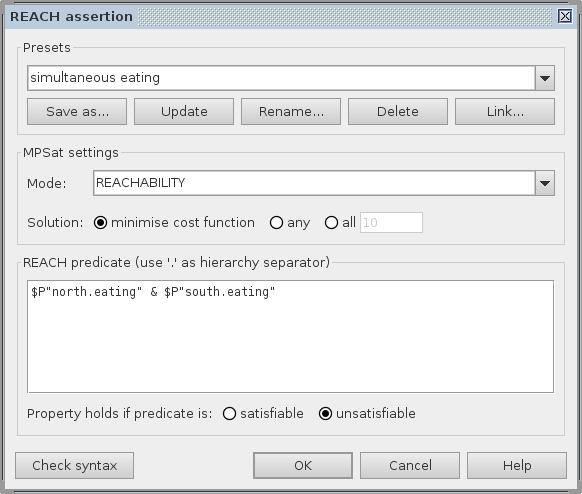 REACH assertion
Presets
simultaneous eating
Save as... Update Rename... Delete Link...
MPSat settings
Mode: REACHABILITY
Solution: minimise cost function any all 10
REACH predicate (use '.' as hierarchy separator)
$P"north.eating" & $P"south.eating"
Property holds if predicate is: satisfiable unsatisfiable
Check syntax OK Cancel Help